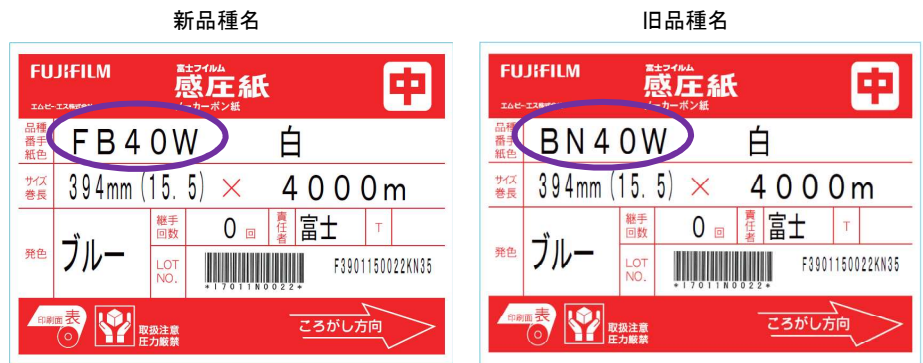 新品種名
FUJIFILM
富士フイルム
感圧紙
ノーカーボン紙
中
品種
番手
紙色
FB40W 白
サイズ
巻長
394mm (15.5) × 4000m
発色
ブルー
継手
回数
0 回
責任者
富士
T
LOT
NO.
*17011N0022*
F3901150022KN35
印刷面 表
取扱注意
圧力厳禁
ころがし方向
旧品種名
FUJIFILM
富士フイルム
感圧紙
ノーカーボン紙
中
品種
番手
紙色
BN40W 白
サイズ
巻長
394mm (15.5) × 4000m
発色
ブルー
継手
回数
0 回
責任者
富士
T
LOT
NO.
*17011N0022*
F3901150022KN35
印刷面 表
取扱注意
圧力厳禁
ころがし方向